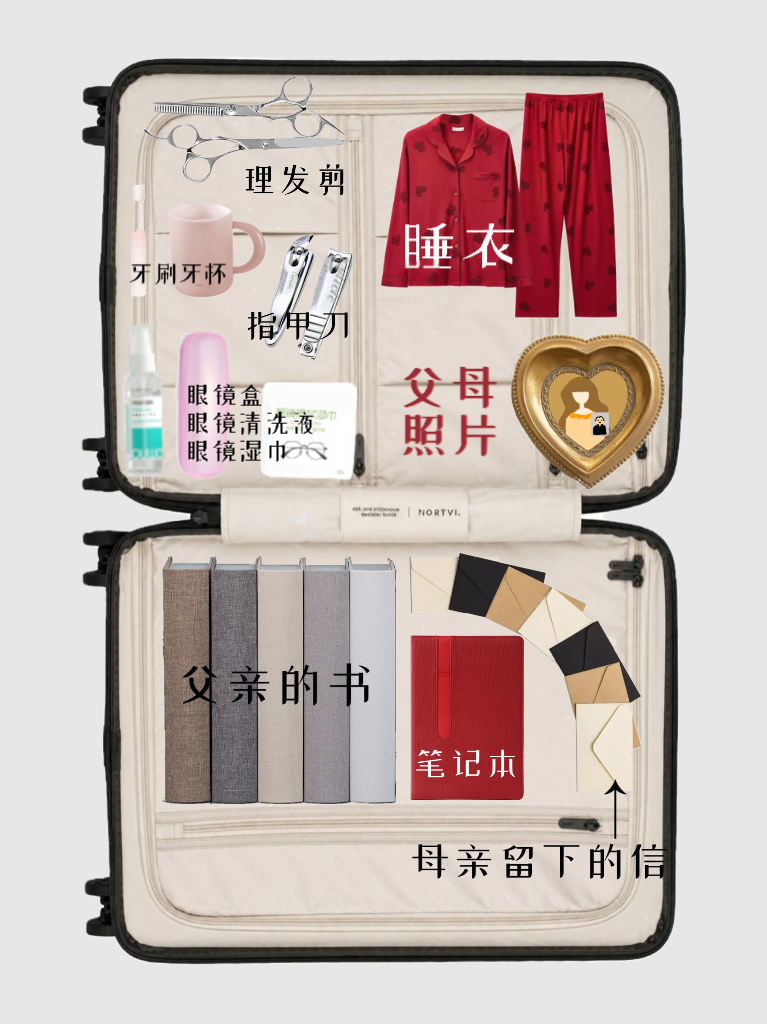 理发剪
睡衣
牙刷牙杯
指甲刀
眼镜盒
眼镜清洗液
眼镜湿巾
父母
照片
NORTVI.
父亲的书
笔记本
母亲留下的信